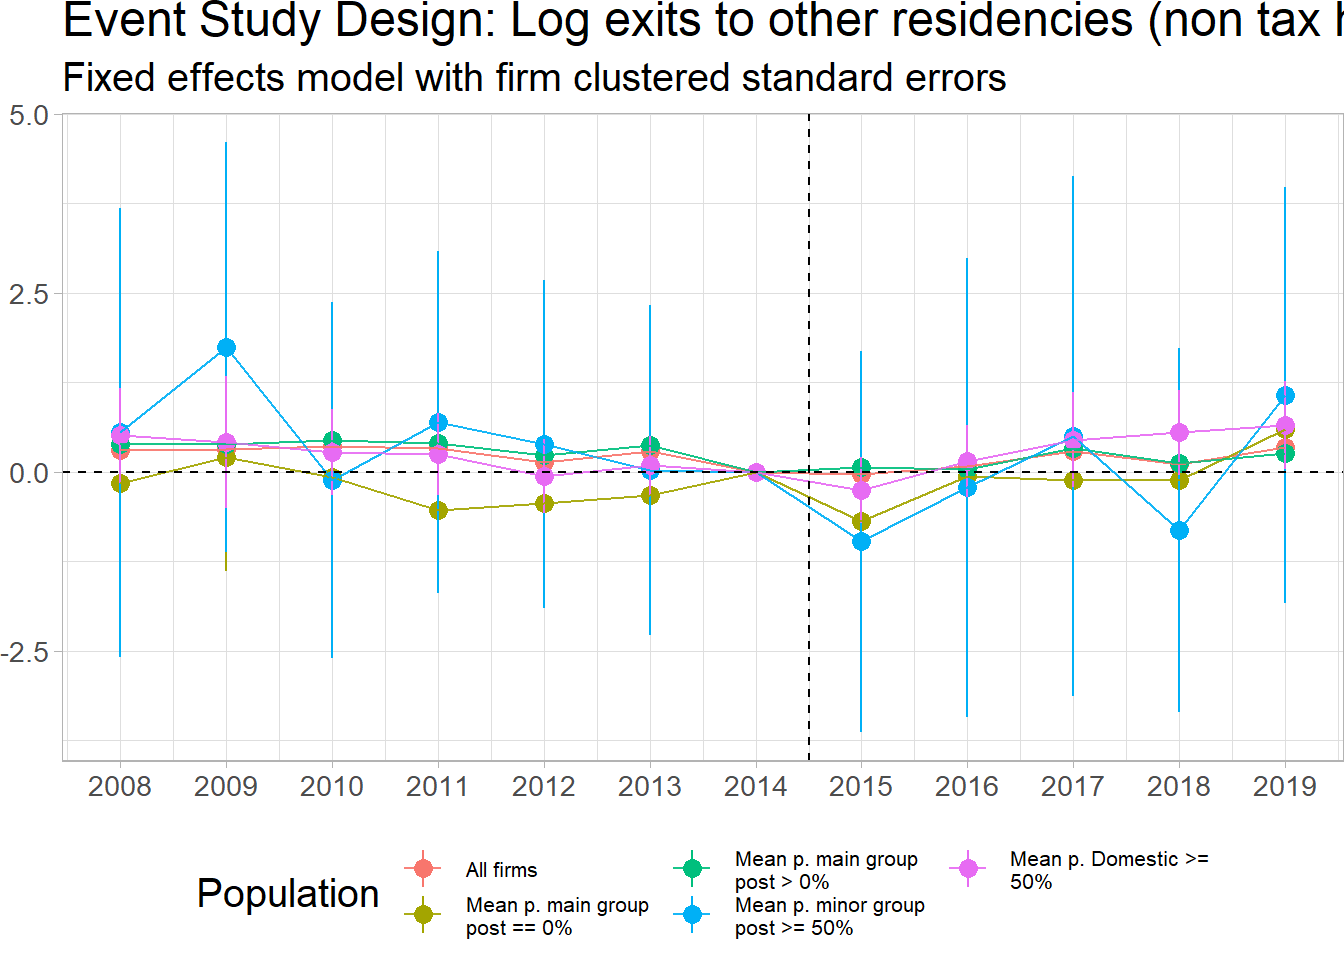 Event Study Design: Log exits to other residencies (non tax
Fixed effects model with firm clustered standard errors
5.0
2.5
0.0
-2.5
2008 2009 2010 2011 2012 2013 2014 2015 2016 2017 2018 2019
Population
All firms
Mean p. main group
post == 0%
Mean p. main group
post > 0%
Mean p. minor group
post >= 50%
Mean p. Domestic >=
50%